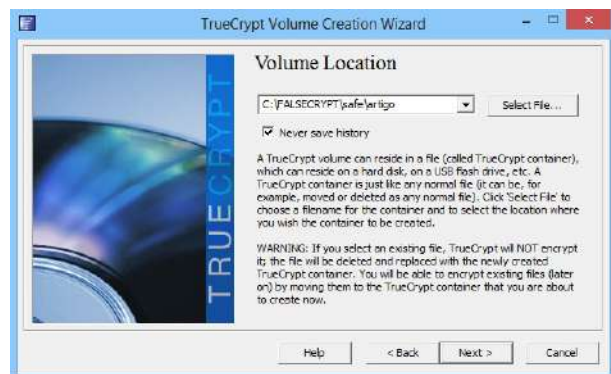 TrueCrypt Volume Creation Wizard
TRUECRYPT
Volume Location
C:\FALSECRYPT\safe\artigo
Select File...
Never save history
A TrueCrypt volume can reside in a file (called TrueCrypt container),
which can reside on a hard disk, on a USB flash drive, etc. A
TrueCrypt container is just like any normal file (it can be, for
example, moved or deleted as any normal file). Click 'Select File' to
choose a filename for the container and to select the location where
you wish the container to be created.
WARNING: If you select an existing file, TrueCrypt will NOT encrypt
it; the file will be deleted and replaced with the newly created
TrueCrypt container. You will be able to encrypt existing files (later
on) by moving them to the TrueCrypt container that you are about
to create now.
Help
< Back
Next >
Cancel